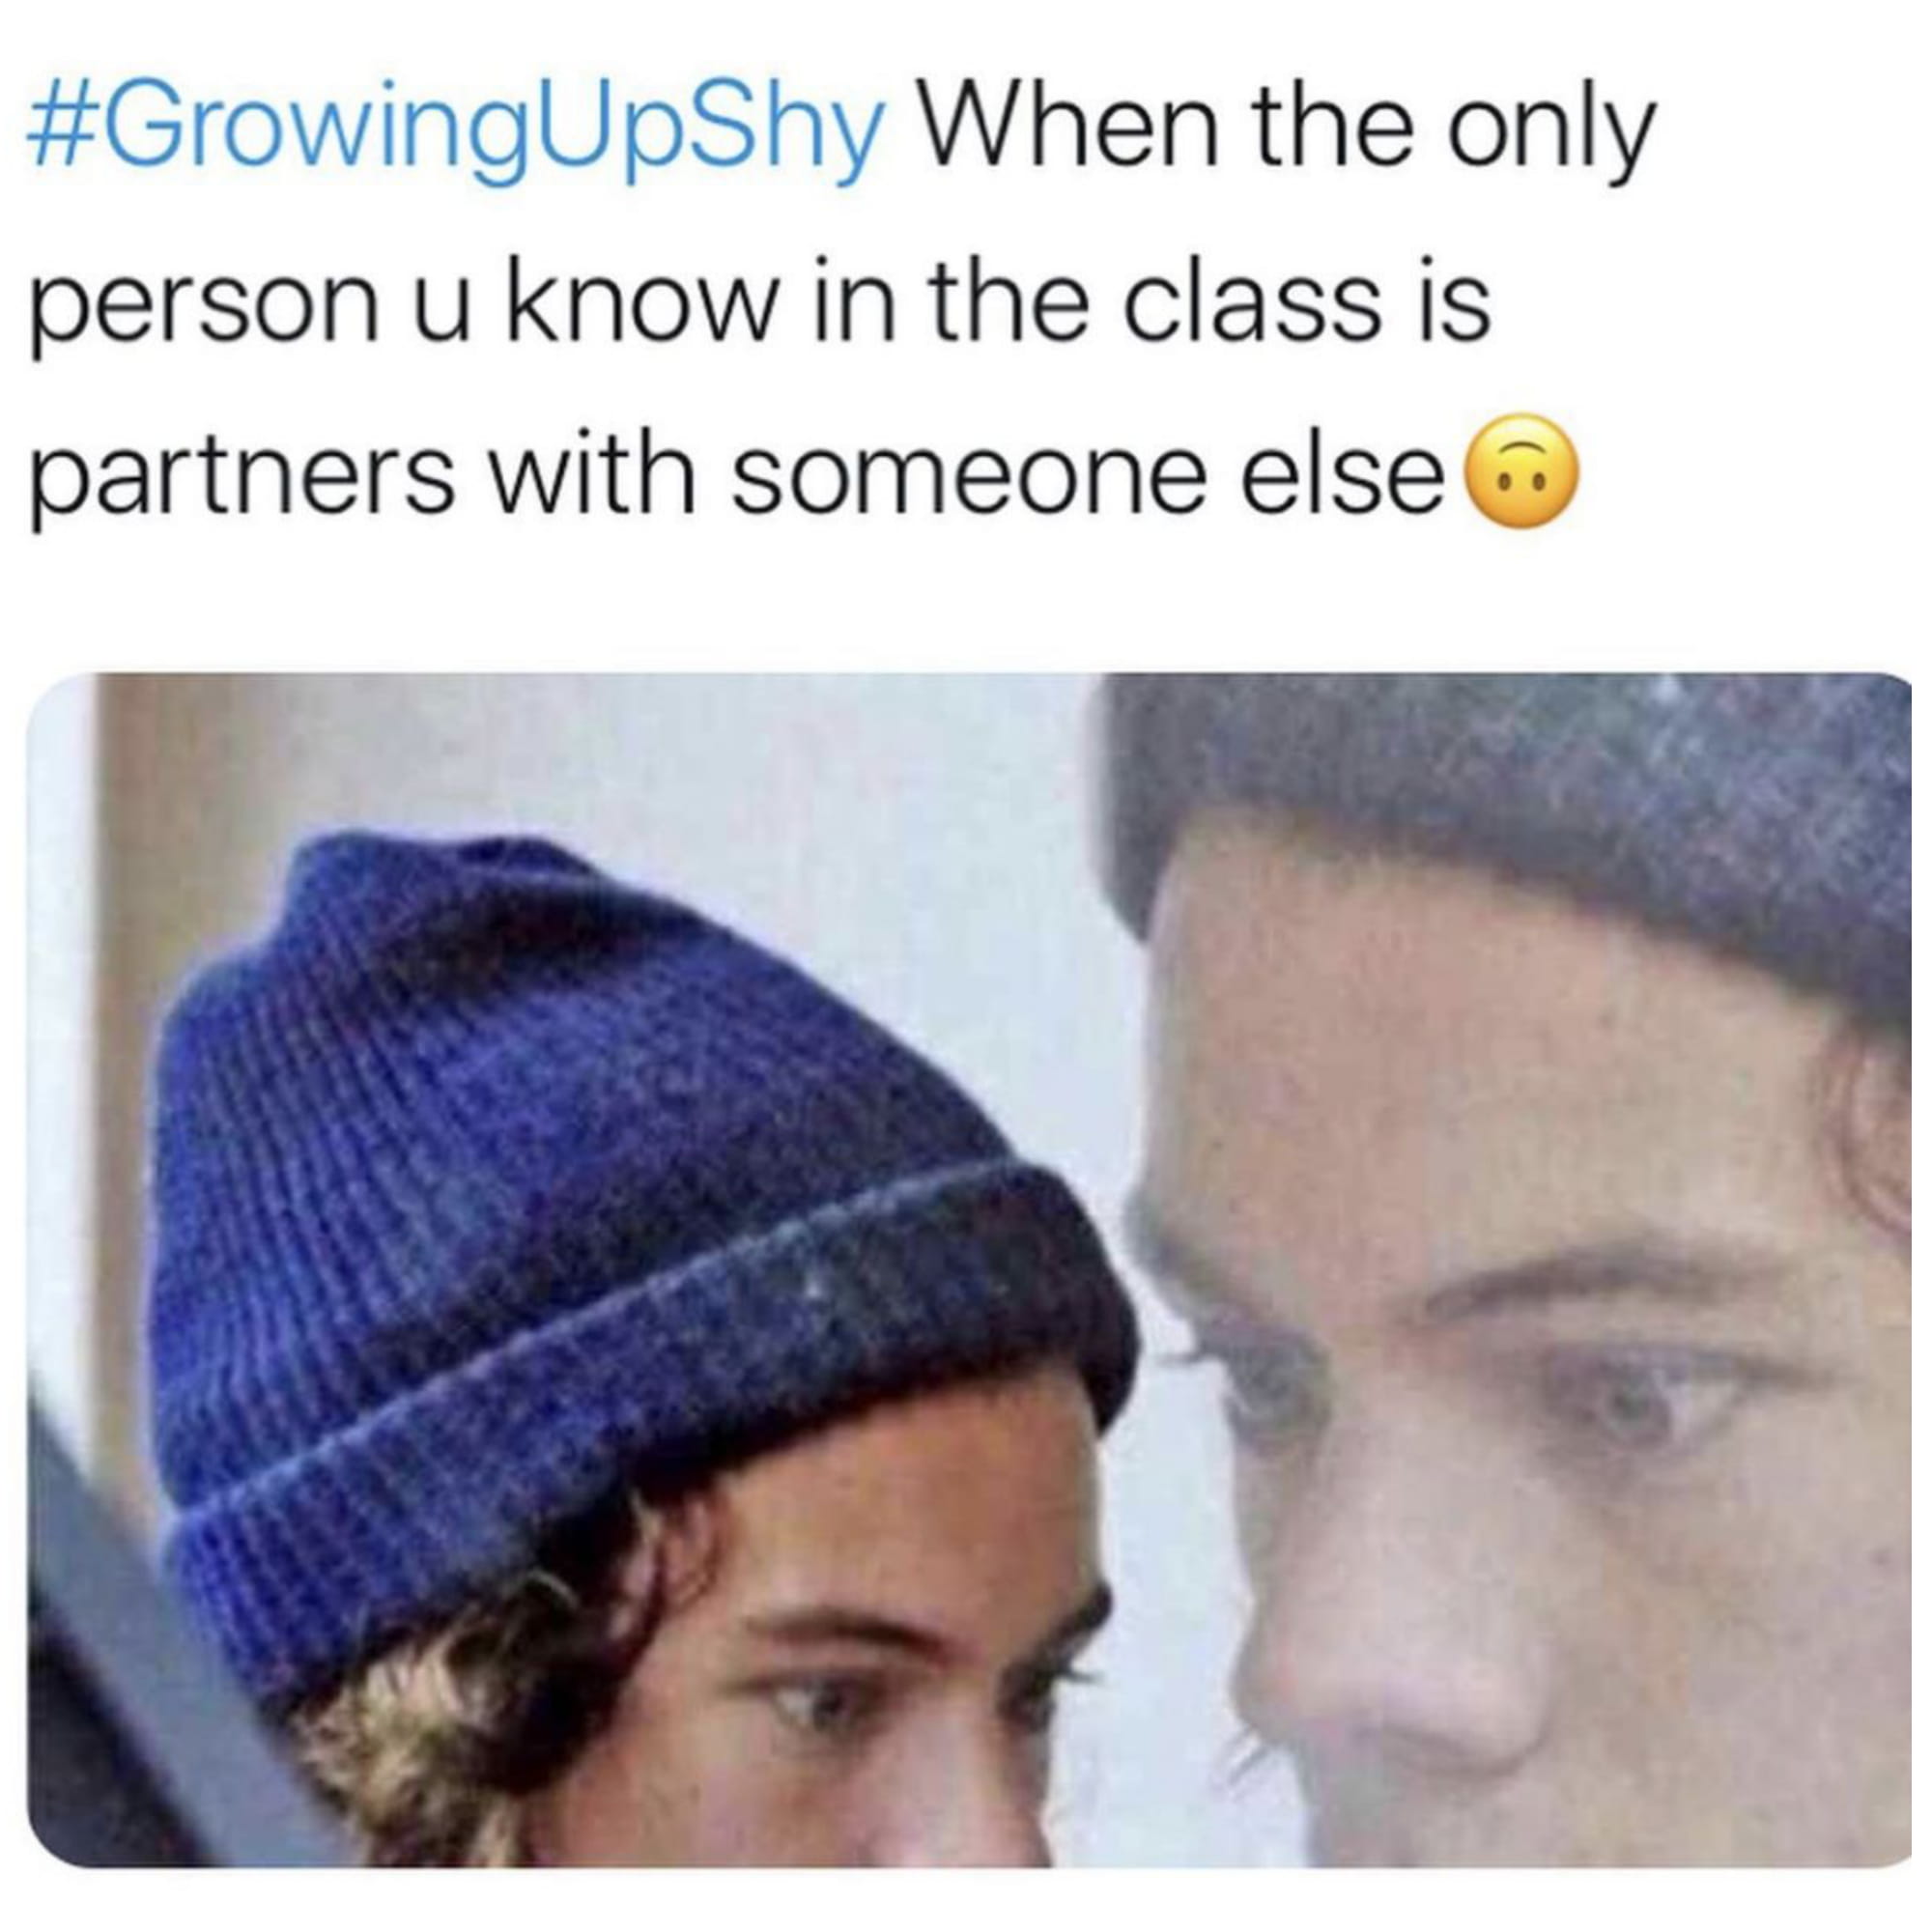 #GrowingUpShy When the only
person u know in the class is
partners with someone else🙃